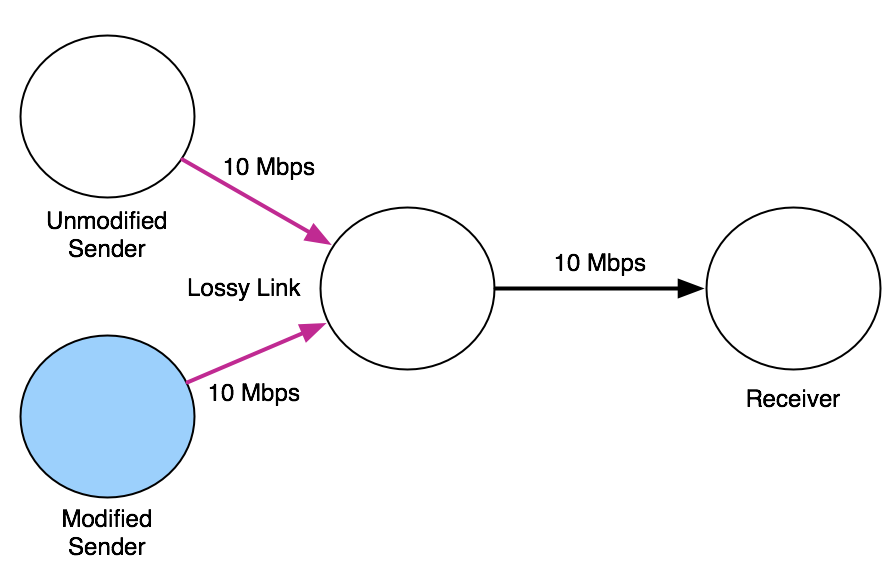 10 Mbps
Unmodified
Sender
Lossy Link
10 Mbps
10 Mbps
Receiver
Modified
Sender